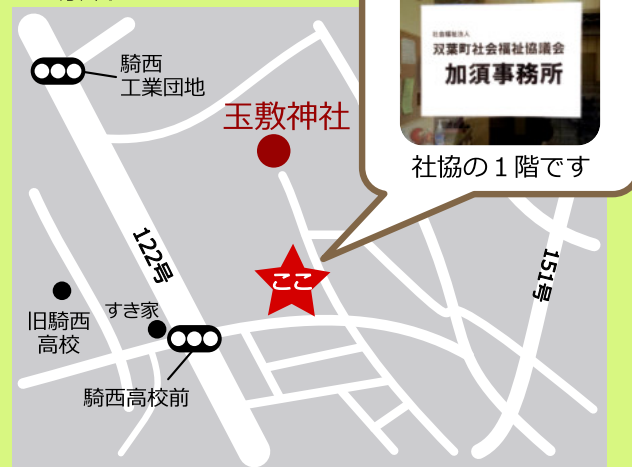 社会福祉法人
双葉町社会福祉協議会
加須事務所
社協の1階です
騎西
工業団地
玉敷神社
122号
151号
ここ
旧騎西
高校
すき家
騎西高校前